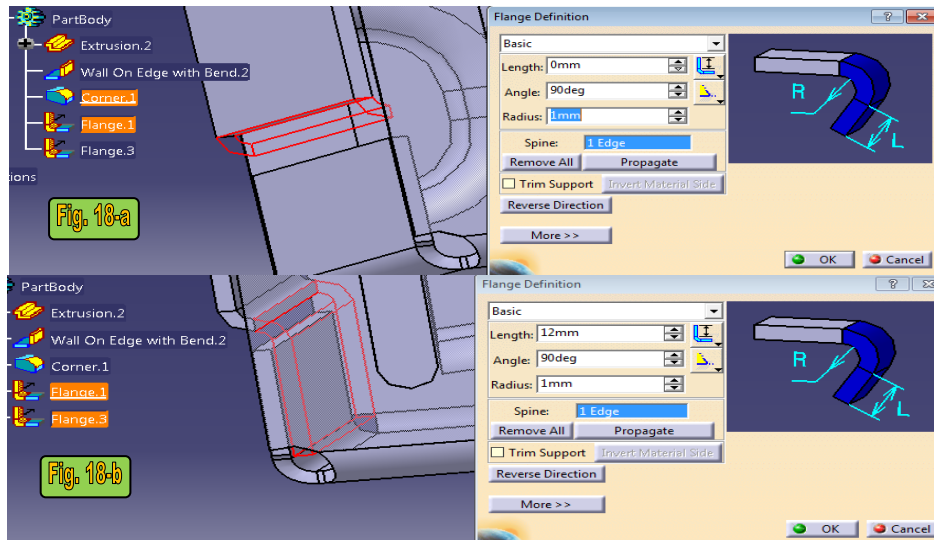 PartBody
Extrusion.2
Wall On Edge with Bend.2
Corner.1
Flange.1
Flange.3
ions
Fig. 18-a
Flange Definition
Basic
Length: 0mm
Angle: 90deg
Radius: 1mm
Spine: 1 Edge
Remove All Propagate
Trim Support Invert Material Side
Reverse Direction
More >>
OK Cancel
R
L
PartBody
Extrusion.2
Wall On Edge with Bend.2
Corner.1
Flange.1
Flange.3
Fig. 18-b
Flange Definition
Basic
Length: 12mm
Angle: 90deg
Radius: 1mm
Spine: 1 Edge
Remove All Propagate
Trim Support Invert Material Side
Reverse Direction
More >>
OK Cancel
R
L